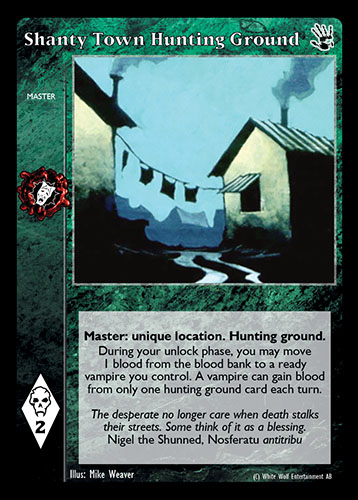 Shanty Town Hunting Ground
MASTER
Master: unique location. Hunting ground.
During your unlock phase, you may move
1 blood from the blood bank to a ready
vampire you control. A vampire can gain blood
from only one hunting ground card each turn.
The desperate no longer care when death stalks
their streets. Some think of it as a blessing.
Nigel the Shunned, Nosferatu antitribu
2
Illus: Mike Weaver
(C) White Wolf Entertainment AB